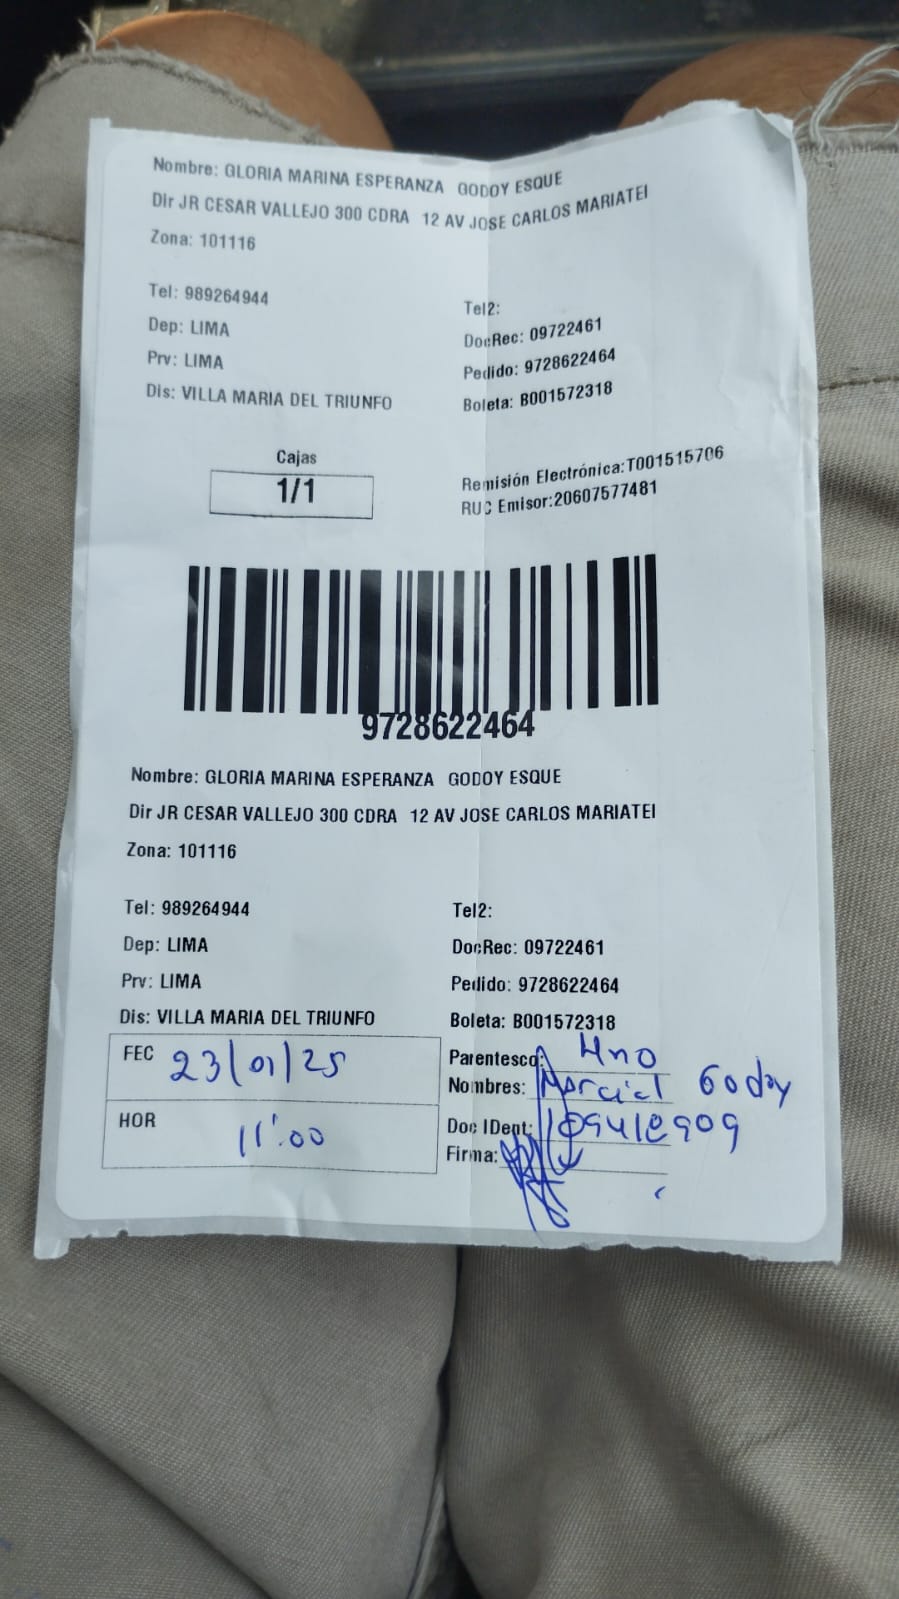 Nombre: GLORIA MARINA ESPERANZA GODOY ESQUE
Dir JR CESAR VALLEJO 300 CDRA 12 AV JOSE CARLOS MARIATEI
Zona: 101116
Tel: 989264944 Tel2:
Dep: LIMA DocRec: 09722461
Prv: LIMA Pedido: 9728622464
Dis: VILLA MARIA DEL TRIUNFO Boleta: B001572318
Cajas
1/1
Remisión Electrónica:T001515706
RUC Emisor:20607577481
9728622464
Nombre: GLORIA MARINA ESPERANZA GODOY ESQUE
Dir JR CESAR VALLEJO 300 CDRA 12 AV JOSE CARLOS MARIATEI
Zona: 101116
Tel: 989264944 Tel2:
Dep: LIMA DocRec: 09722461
Prv: LIMA Pedido: 9728622464
Dis: VILLA MARIA DEL TRIUNFO Boleta: B001572318
FEC 23/01/25 Parentesco: Hno
Nombres: Marcial Godoy
HOR 11:00 Doc IDent:
Firma: